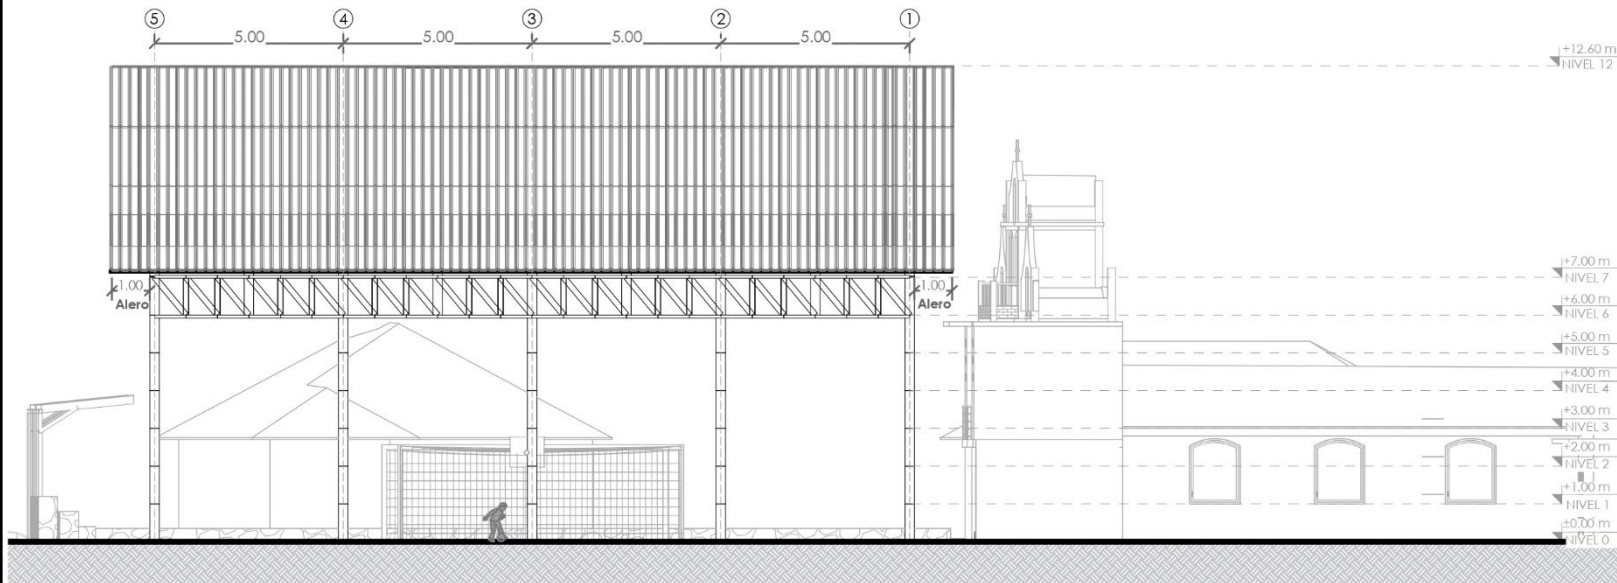 5 4 3 2 1
5.00 5.00 5.00 5.00
+12.60 m
NIVEL 12
+7.00 m
NIVEL 7
1.00
Alero
1.00
Alero
+6.00 m
NIVEL 6
+5.00 m
NIVEL 5
+4.00 m
NIVEL 4
+3.00 m
NIVEL 3
+2.00 m
NIVEL 2
+1.00 m
NIVEL 1
±0.00 m
NIVEL 0